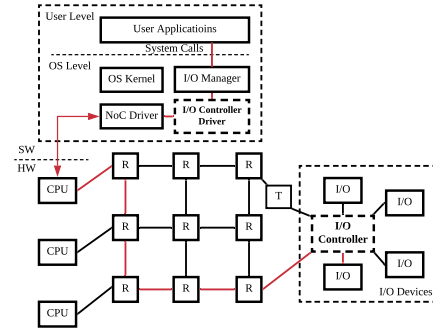 User Level
User Applicatioins
System Calls
OS Level
OS Kernel
I/O Manager
NoC Driver
I/O Controller
Driver
SW
HW
CPU
R
R
R
T
I/O
I/O
CPU
R
R
R
I/O
Controller
CPU
R
R
R
I/O
I/O
I/O Devices